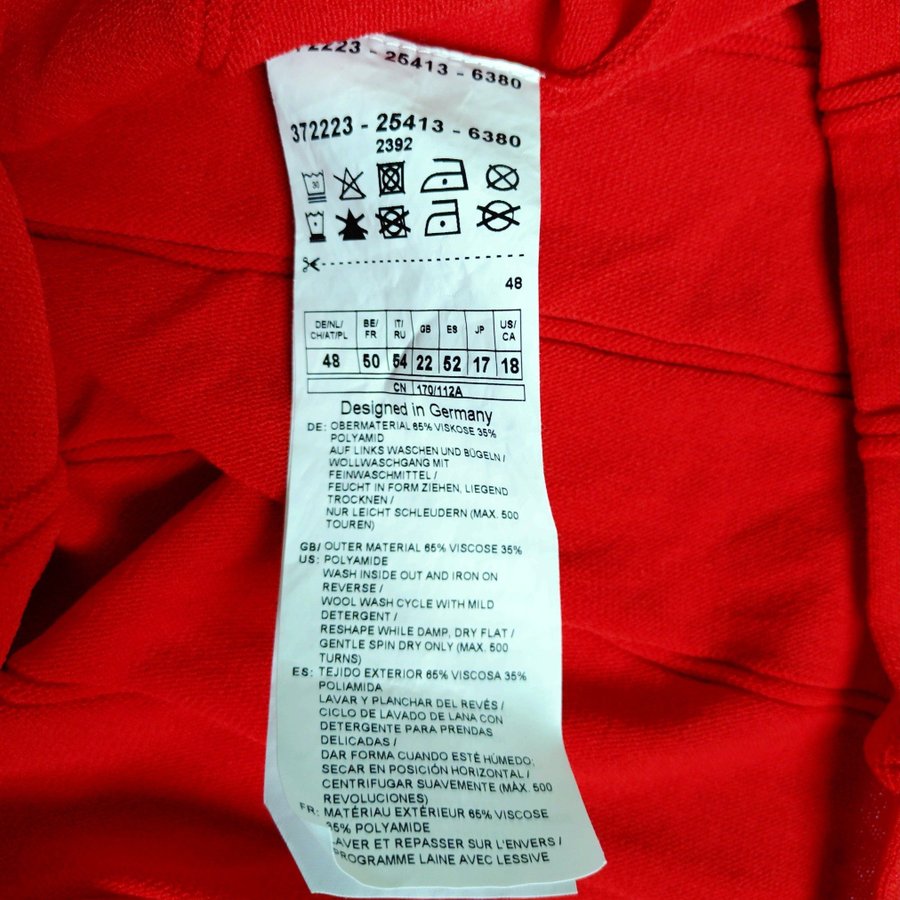 2223 - 25413 - 6380
372223 - 25413 - 6380
2392
30
48
DE/NL/ CH/AT/PL BE/ FR IT/ RU GB ES JP US/ CA
48 50 54 22 52 17 18
CN 170/112A
Designed in Germany
DE: OBERMATERIAL 65% VISKOSE 35%
POLYAMID
AUF LINKS WASCHEN UND BÜGELN /
WOLLWASCHGANG MIT
FEINWASCHMITTEL /
FEUCHT IN FORM ZIEHEN, LIEGEND
TROCKNEN /
NUR LEICHT SCHLEUDERN (MAX. 500
TOUREN)
GB/ OUTER MATERIAL 65% VISCOSE 35%
US: POLYAMIDE
WASH INSIDE OUT AND IRON ON
REVERSE /
WOOL WASH CYCLE WITH MILD
DETERGENT /
RESHAPE WHILE DAMP, DRY FLAT /
GENTLE SPIN DRY ONLY (MAX. 500
TURNS)
ES: TEJIDO EXTERIOR 65% VISCOSA 35%
POLIAMIDA
LAVAR Y PLANCHAR DEL REVÉS /
CICLO DE LAVADO DE LANA CON
DETERGENTE PARA PRENDAS
DELICADAS /
DAR FORMA CUANDO ESTÉ HÚMEDO,
SECAR EN POSICIÓN HORIZONTAL /
CENTRIFUGAR SUAVEMENTE (MÁX. 500
REVOLUCIONES)
FR: MATÉRIAU EXTÉRIEUR 65% VISCOSE
35% POLYAMIDE
LAVER ET REPASSER SUR L'ENVERS /
PROGRAMME LAINE AVEC LESSIVE